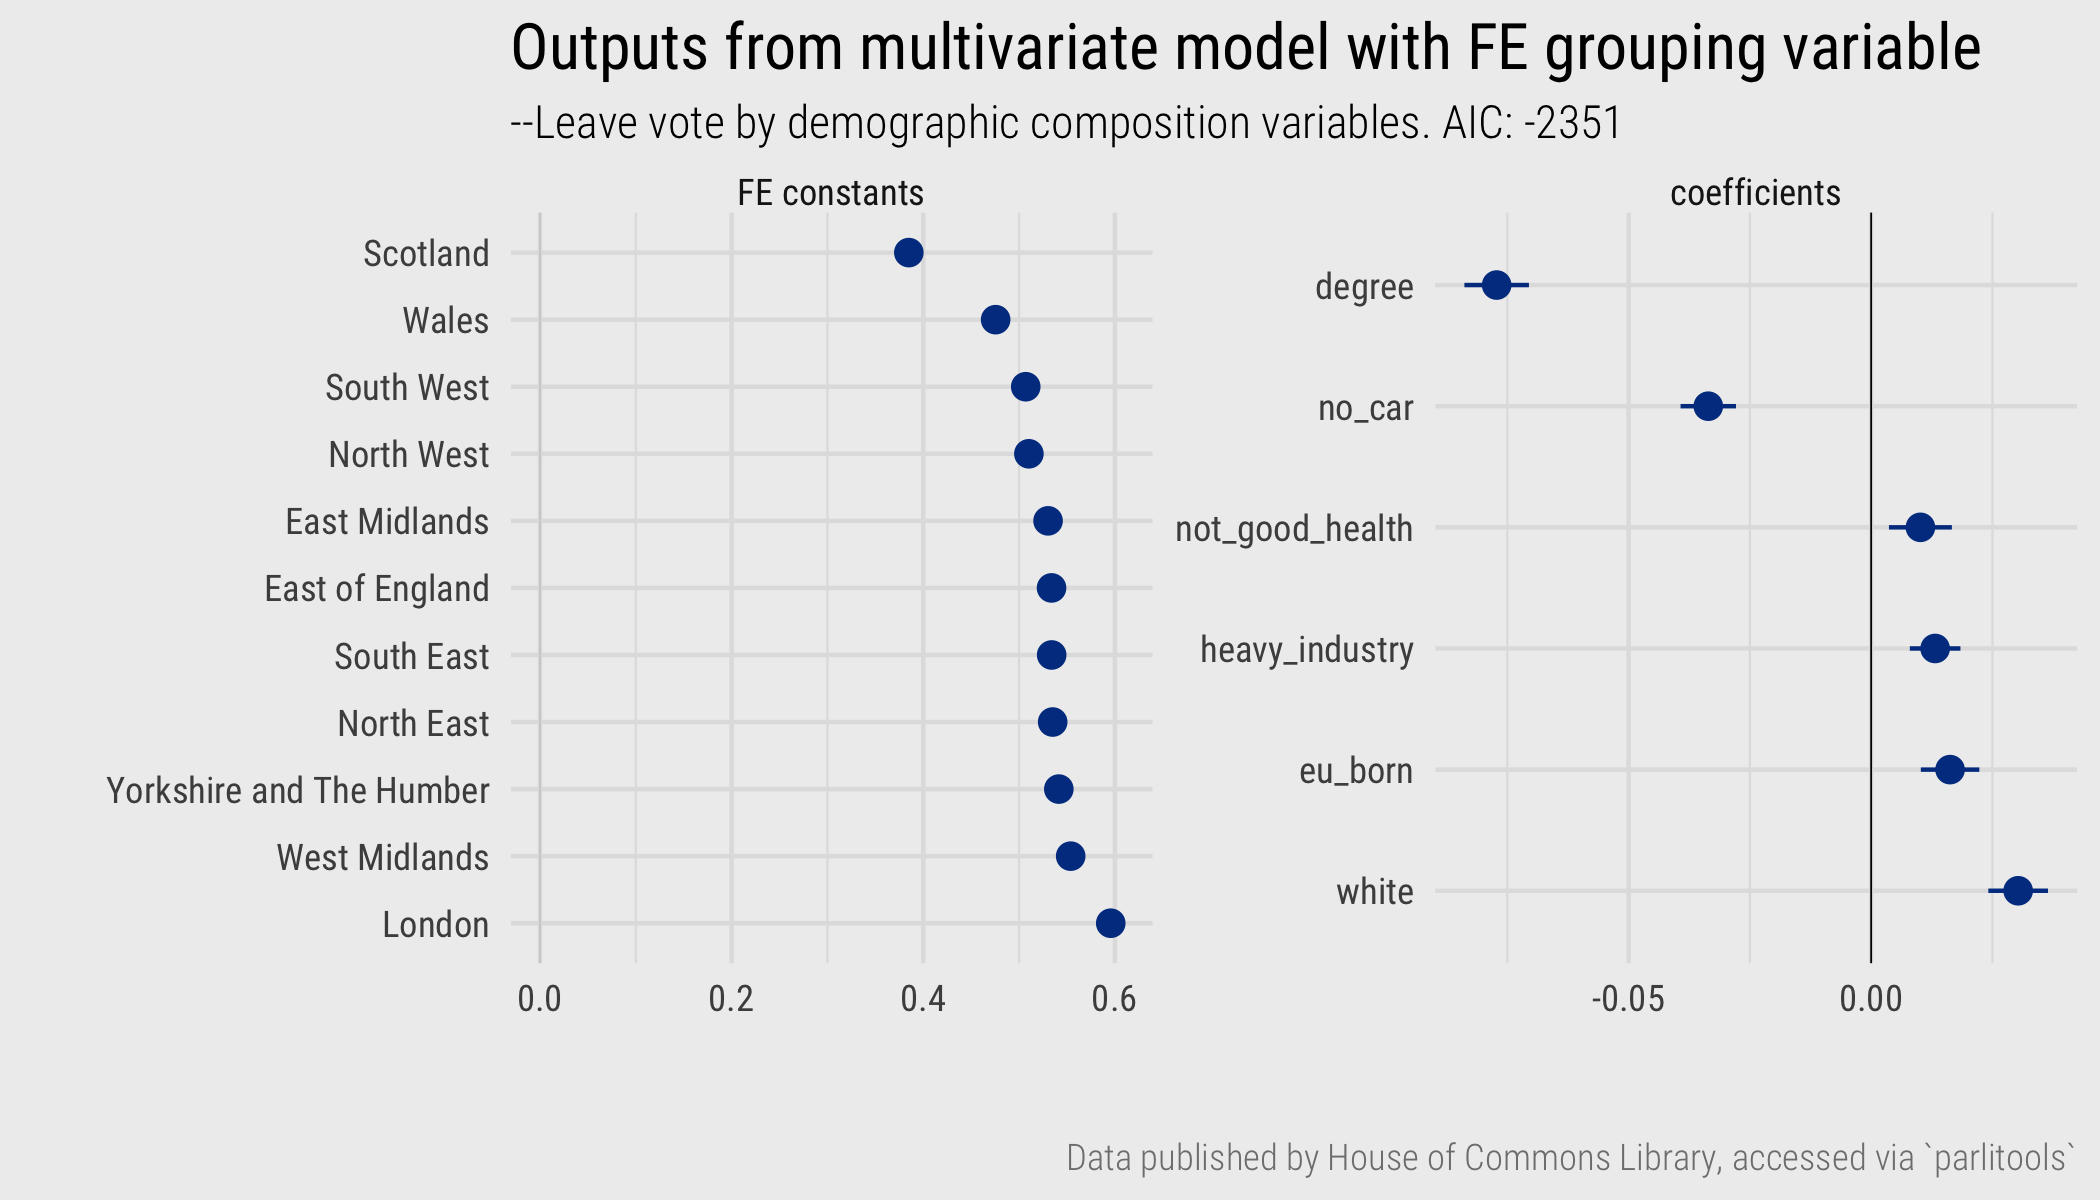 Outputs from multivariate model with FE grouping variable
--Leave vote by demographic composition variables. AIC: -2351
FE constants
Scotland
Wales
South West
North West
East Midlands
East of England
South East
North East
Yorkshire and The Humber
West Midlands
London
0.0 0.2 0.4 0.6
coefficients
degree
no_car
not_good_health
heavy_industry
eu_born
white
-0.05 0.00
Data published by House of Commons Library, accessed via `parlitools`